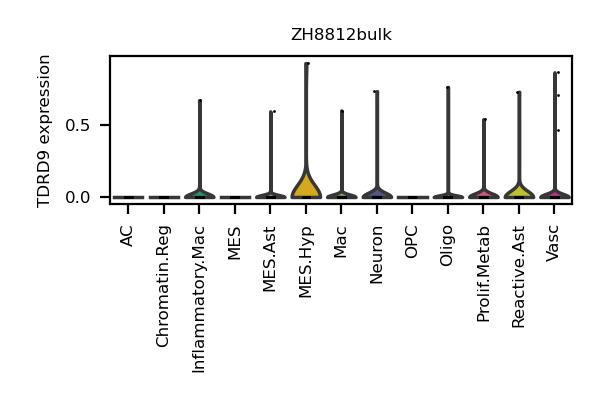 ZH8812bulk
TDRD9 expression
0.5
0.0
AC
Chromatin.Reg
Inflammatory.Mac
MES
MES.Ast
MES.Hyp
Mac
Neuron
OPC
Oligo
Prolif.Metab
Reactive.Ast
Vasc